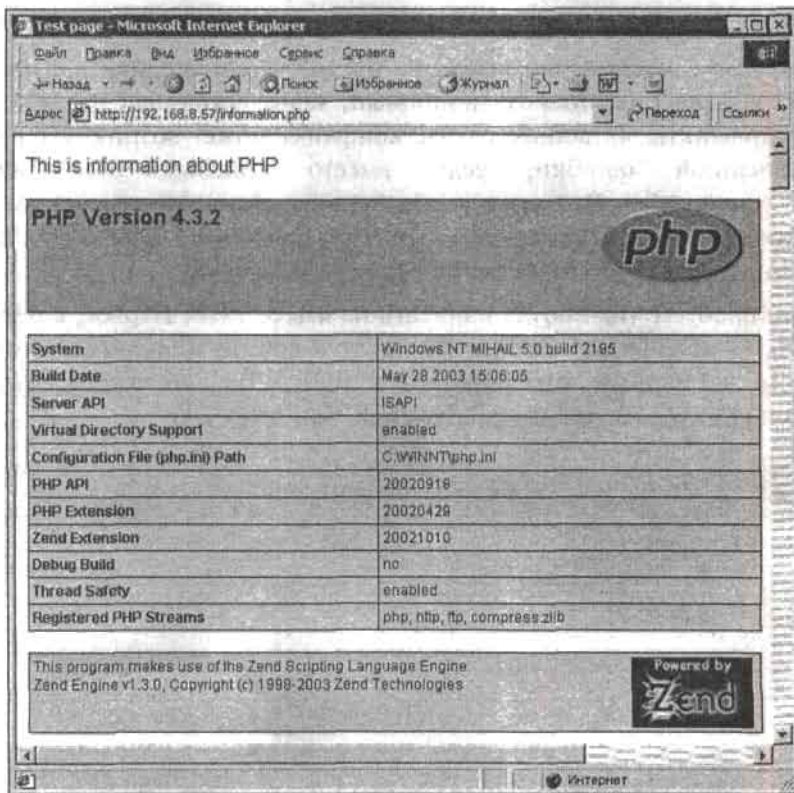 Test page - Microsoft Internet Explorer
Файл Правка Вид Избранное Сервис Справка
Назад Поиск Избранное Журнал
Адрес http://192.168.8.57/information.php Переход Ссылки »
This is information about PHP
PHP Version 4.3.2
php
System Windows NT MIHAIL 5.0 build 2195
Build Date May 28 2003 15:06:05
Server API ISAPI
Virtual Directory Support enabled
Configuration File (php.ini) Path C:\WINNT\php.ini
PHP API 20020918
PHP Extension 20020429
Zend Extension 20021010
Debug Build no
Thread Safety enabled
Registered PHP Streams php, http, ftp, compress.zlib
This program makes use of the Zend Scripting Language Engine:
Zend Engine v1.3.0, Copyright (c) 1998-2003 Zend Technologies
Powered by
Zend
Интернет